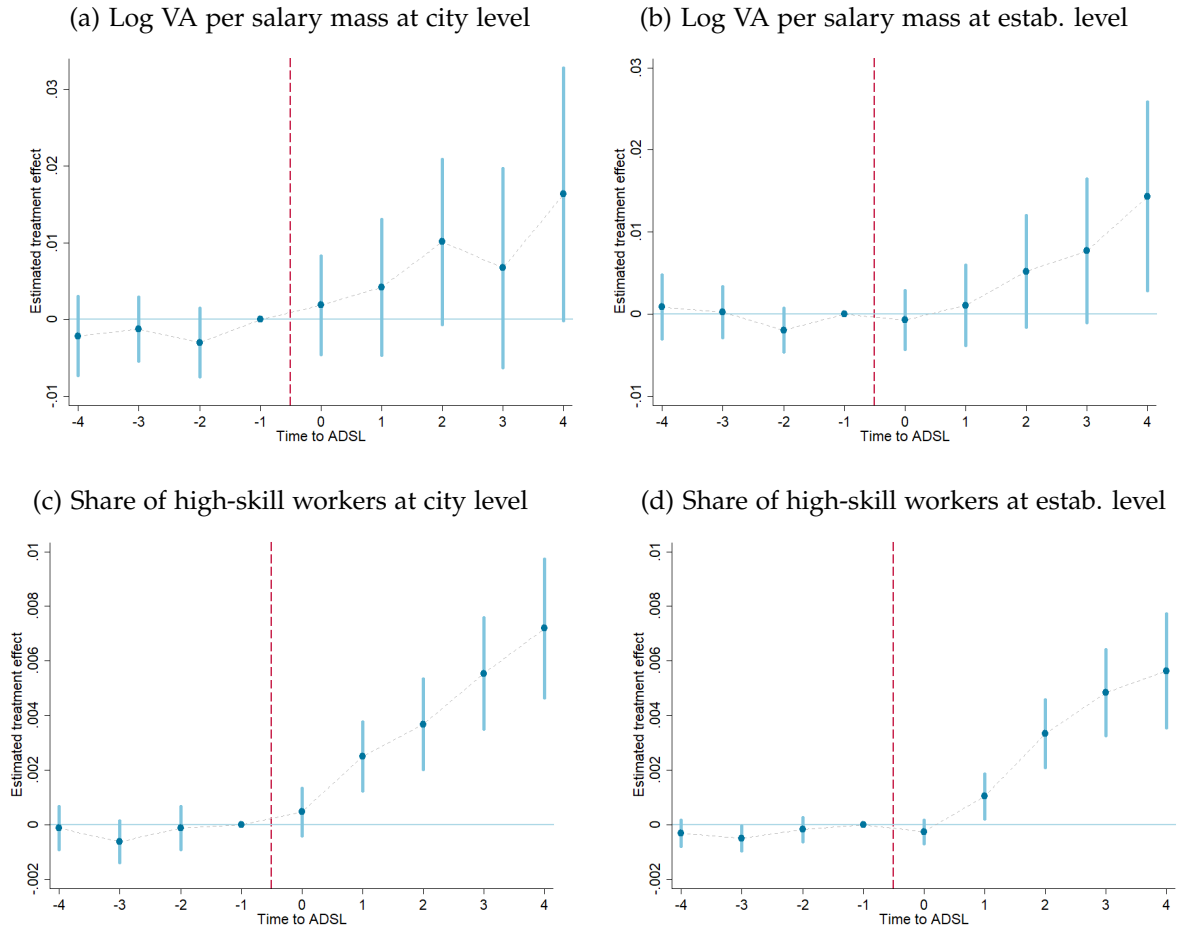 (a) Log VA per salary mass at city level
Estimated treatment effect
.03
.02
.01
0
-.01
-4 -3 -2 -1 0 1 2 3 4
Time to ADSL
(b) Log VA per salary mass at estab. level
Estimated treatment effect
.03
.02
.01
0
-.01
-4 -3 -2 -1 0 1 2 3 4
Time to ADSL
(c) Share of high-skill workers at city level
Estimated treatment effect
.01
.008
.006
.004
.002
0
-.002
-4 -3 -2 -1 0 1 2 3 4
Time to ADSL
(d) Share of high-skill workers at estab. level
Estimated treatment effect
.01
.008
.006
.004
.002
0
-.002
-4 -3 -2 -1 0 1 2 3 4
Time to ADSL